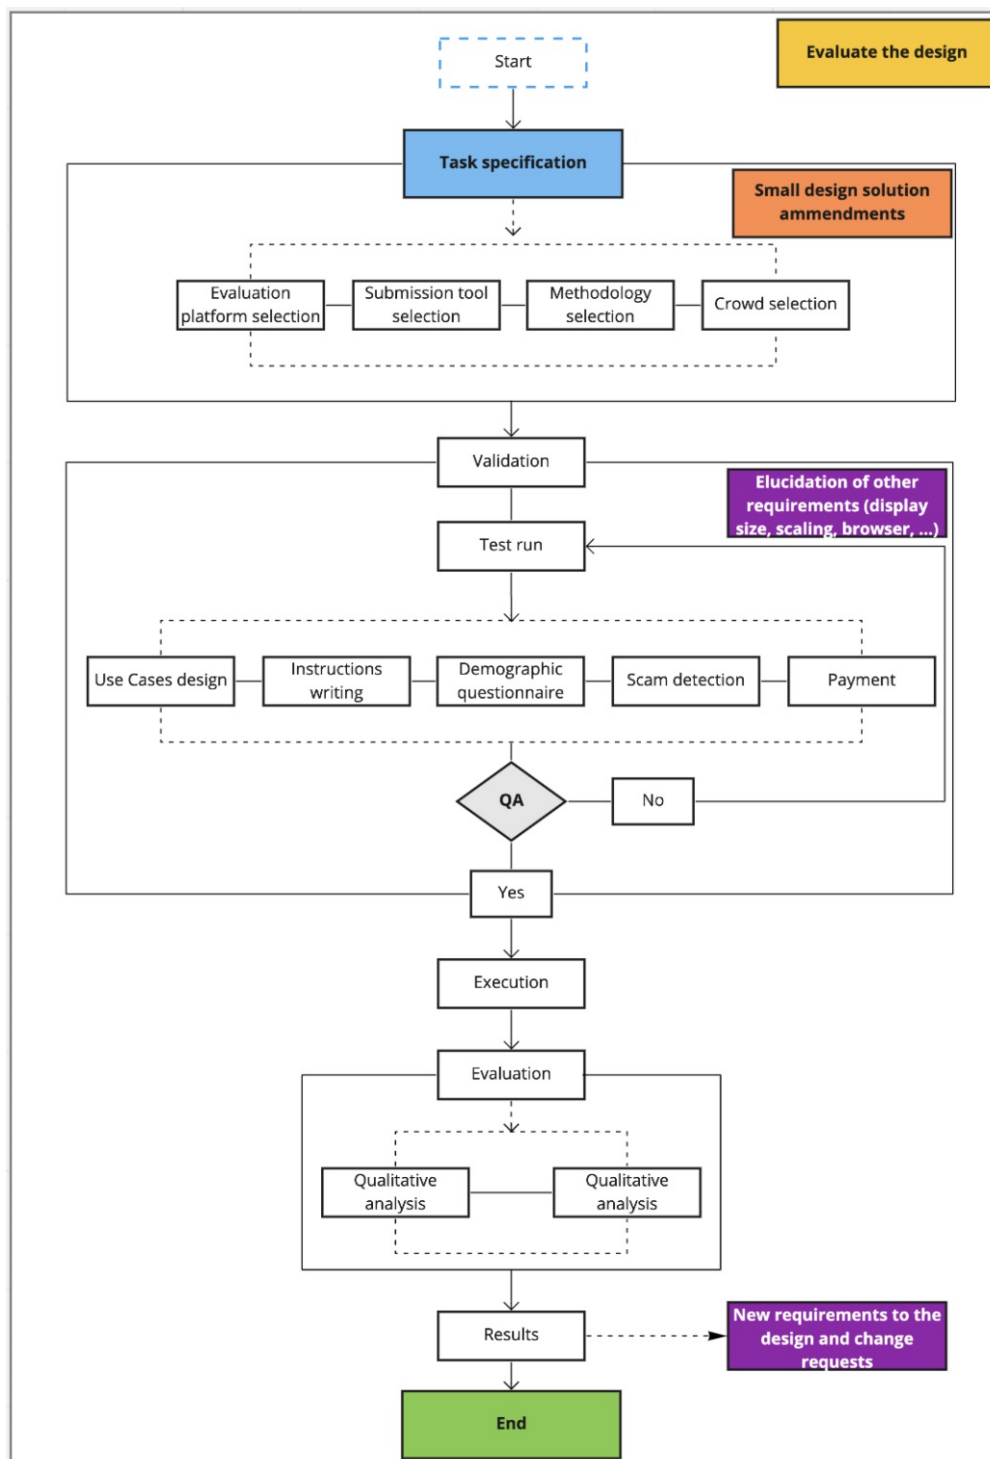 Start
Evaluate the design
Task specification
Small design solution
ammendments
Evaluation
platform selection
Submission tool
selection
Methodology
selection
Crowd selection
Validation
Elucidation of other
requirements (display
size, scaling, browser, ...)
Test run
Use Cases design
Instructions
writing
Demographic
questionnaire
Scam detection
Payment
QA
No
Yes
Execution
Evaluation
Qualitative
analysis
Qualitative
analysis
Results
New requirements to the
design and change
requests
End